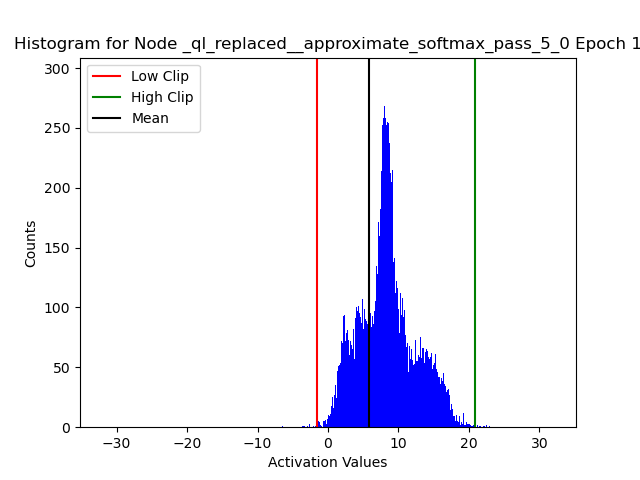 Histogram for Node _ql_replaced__approximate_softmax_pass_5_0 Epoch 1
Low Clip
High Clip
Mean
300
250
200
150
100
50
0
Counts
−30
−20
−10
0
10
20
30
Activation Values